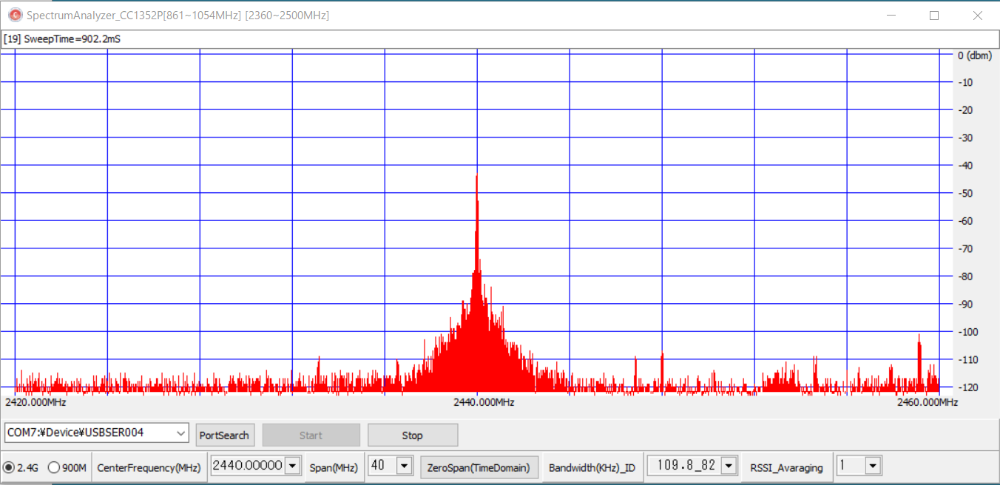 SpectrumAnalyzer_CC1352P[861~1054MHz] [2360~2500MHz]
[19] SweepTime=902.2mS
0 (dbm)
-10
-20
-30
-40
-50
-60
-70
-80
-90
-100
-110
-120
2420.000MHz 2440.000MHz 2460.000MHz
COM7:¥Device¥USBSER004 PortSearch Start Stop
2.4G 900M CenterFrequency(MHz) 2440.00000 Span(MHz) 40 ZeroSpan(TimeDomain) Bandwidth(KHz)_ID 109.8_82 RSSI_Avaraging 1